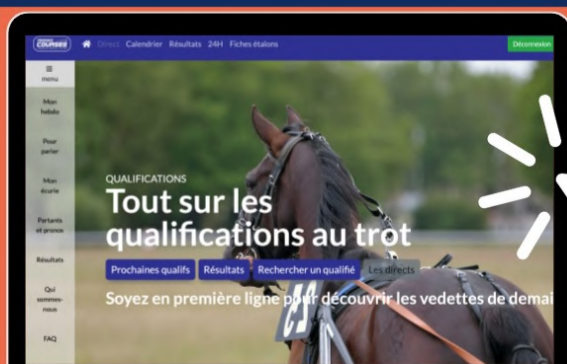 COURSES
Direct Calendrier Résultats 24H Fiches étalons
Déconnexion
menu
Mon
hebdo
Pour
parier
Mon
écurie
Partants
et pronos
Résultats
Qui
sommes-
nous
FAQ
QUALIFICATIONS
Tout sur les
qualifications au trot
Prochaines qualifs Résultats Rechercher un qualifié Les directs
Soyez en première ligne pour découvrir les vedettes de demai